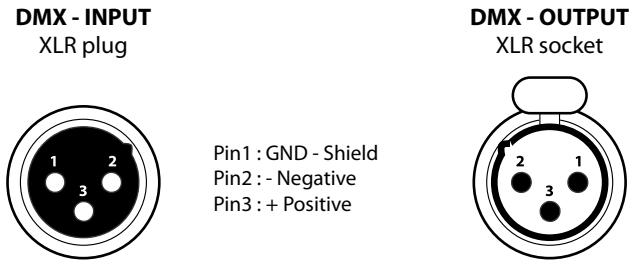 DMX - INPUT
XLR plug
DMX - OUTPUT
XLR socket
1 2
3
Pin1 : GND - Shield
Pin2 : - Negative
Pin3 : + Positive
2 1
3